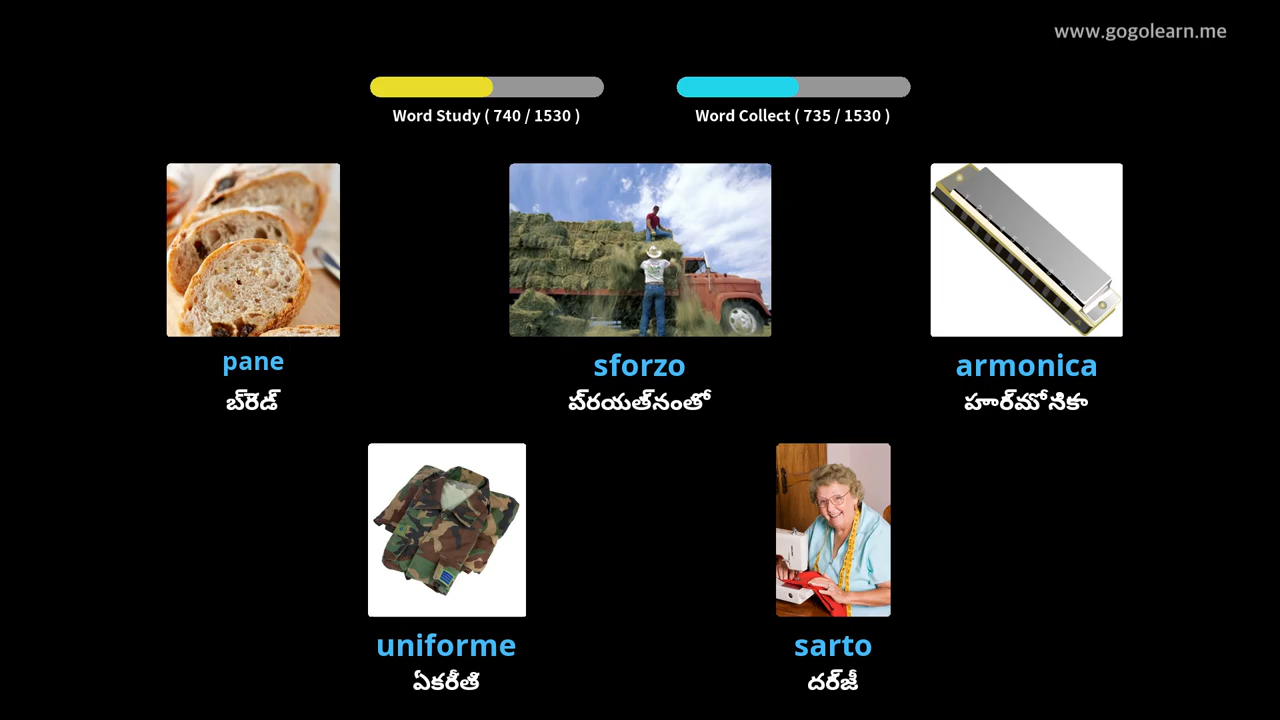 www.gogolearn.me
Word Study ( 740 / 1530 )
Word Collect ( 735 / 1530 )
pane
sforzo
armonica
బ్రెడ్
ప్రయత్నంతో
హార్మోనికా
uniforme
sarto
ఏకరీతి
దర్జీ